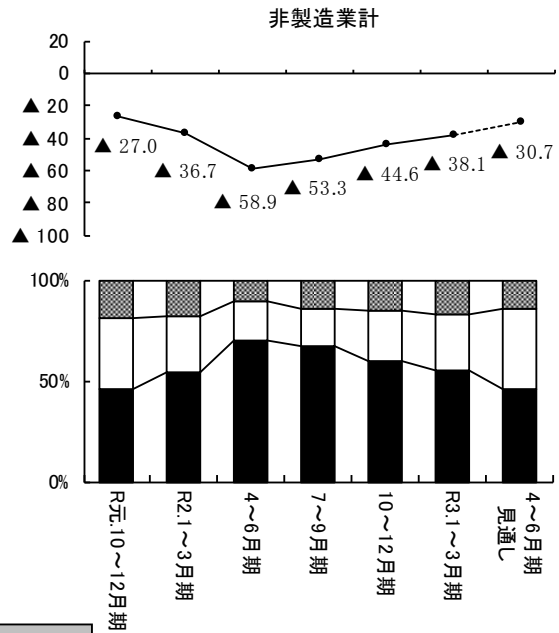 非製造業計
20
0
▲ 20
▲ 40
▲ 60
▲ 80
▲ 100
▲ 27.0
▲ 36.7
▲ 58.9
▲ 53.3
▲ 44.6
▲ 38.1
▲ 30.7
100%
50%
0%
R元.10～12月期
R2.1～3月期
4～6月期
7～9月期
10～12月期
R3.1～3月期
4～6月期
見通し